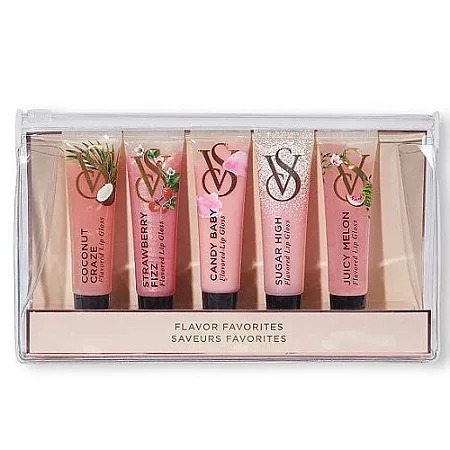 VS
COCONUT
CRAZE
Flavored Lip Gloss
VS
STRAWBERRY
FIZZ
Flavored Lip Gloss
VS
CANDY BABY
Flavored Lip Gloss
VS
SUGAR HIGH
Flavored Lip Gloss
VS
JUICY MELON
Flavored Lip Gloss
FLAVOR FAVORITES
SAVEURS FAVORITES